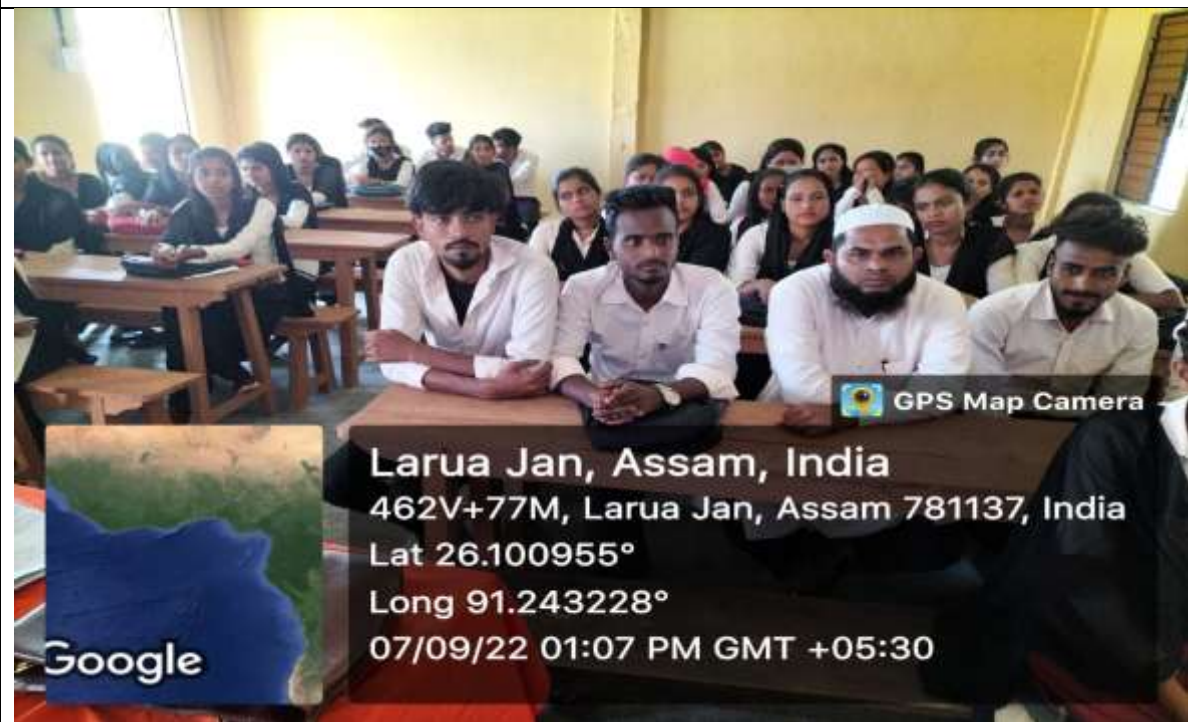 GPS Map Camera
Larua Jan, Assam, India
462V+77M, Larua Jan, Assam 781137, India
Lat 26.100955°
Long 91.243228°
07/09/22 01:07 PM GMT +05:30
Google